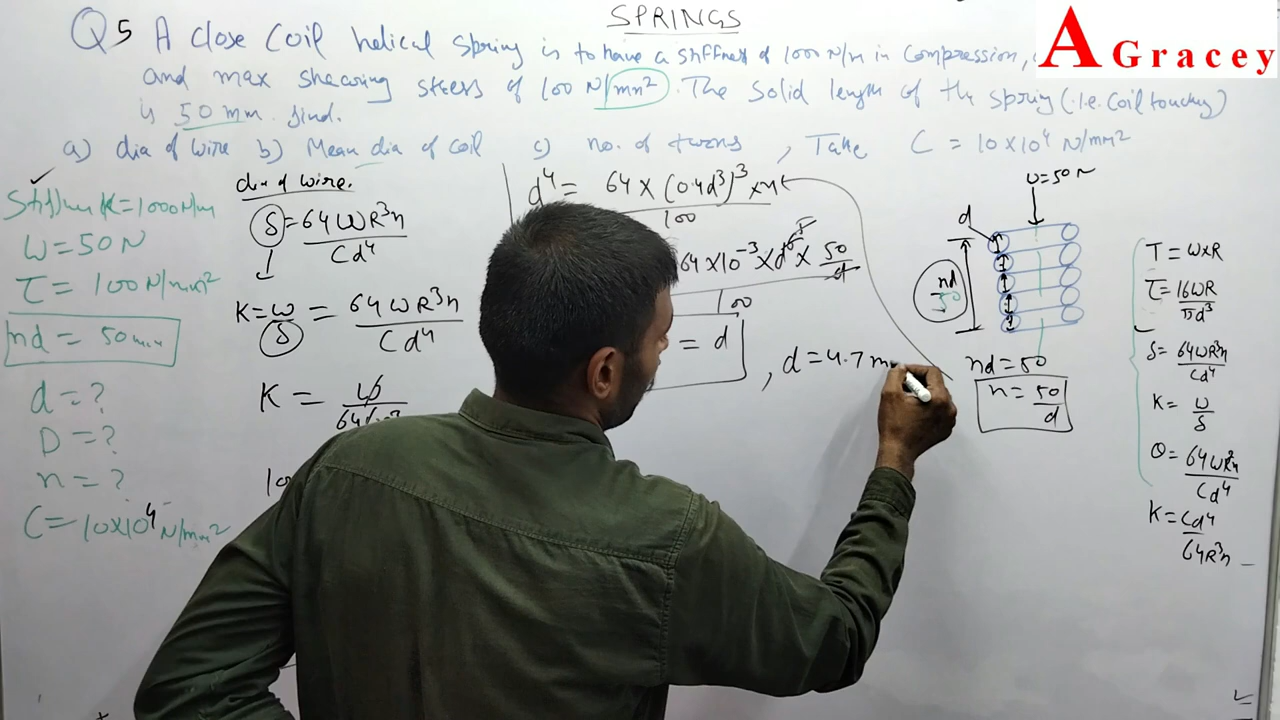 SPRINGS
A Gracey
Q5 A close coil helical spring is to have a stiffness of 1000 N/m in compression,
and max shearing stress of 100 N/mm². The solid length of the spring (i.e. coil touching)
is 50 mm. find.
a) dia of wire b) Mean dia of coil c) no. of turns , Take C = 10×10⁴ N/mm²
Stiffness K=1000N/m
W=50N
τ= 100N/mm²
nd = 50mm
d=?
D=?
n=?
C=10×10⁴ N/mm²
dia of wire.
δ=64WR³n
Cd⁴
K=W = 64WR³n
δ Cd⁴
K =
d⁴= 64×(0.4d³)³×n
100
64×10⁻³×d⁹×50
d
100
= d
, d=4.7 m
W=50N
d
nd
50
nd=50
n=50
d
T=W×R
τ=16WR
πd³
δ=64WR³n
Cd⁴
K= W
δ
θ=64WR²n
Cd⁴
K=Cd⁴
64R³n